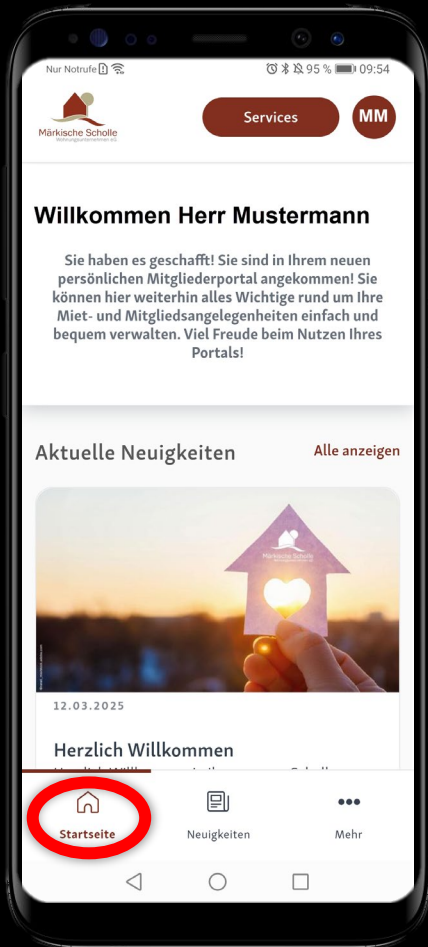 Nur Notrufe
95 % 09:54
Märkische Scholle
Wohnungsunternehmen eG
Services
MM
Willkommen Herr Mustermann
Sie haben es geschafft! Sie sind in Ihrem neuen
persönlichen Mitgliederportal angekommen! Sie
können hier weiterhin alles Wichtige rund um Ihre
Miet- und Mitgliedsangelegenheiten einfach und
bequem verwalten. Viel Freude beim Nutzen Ihres
Portals!
Aktuelle Neuigkeiten
Alle anzeigen
Märkische Scholle
12.03.2025
Herzlich Willkommen
Startseite
Neuigkeiten
Mehr